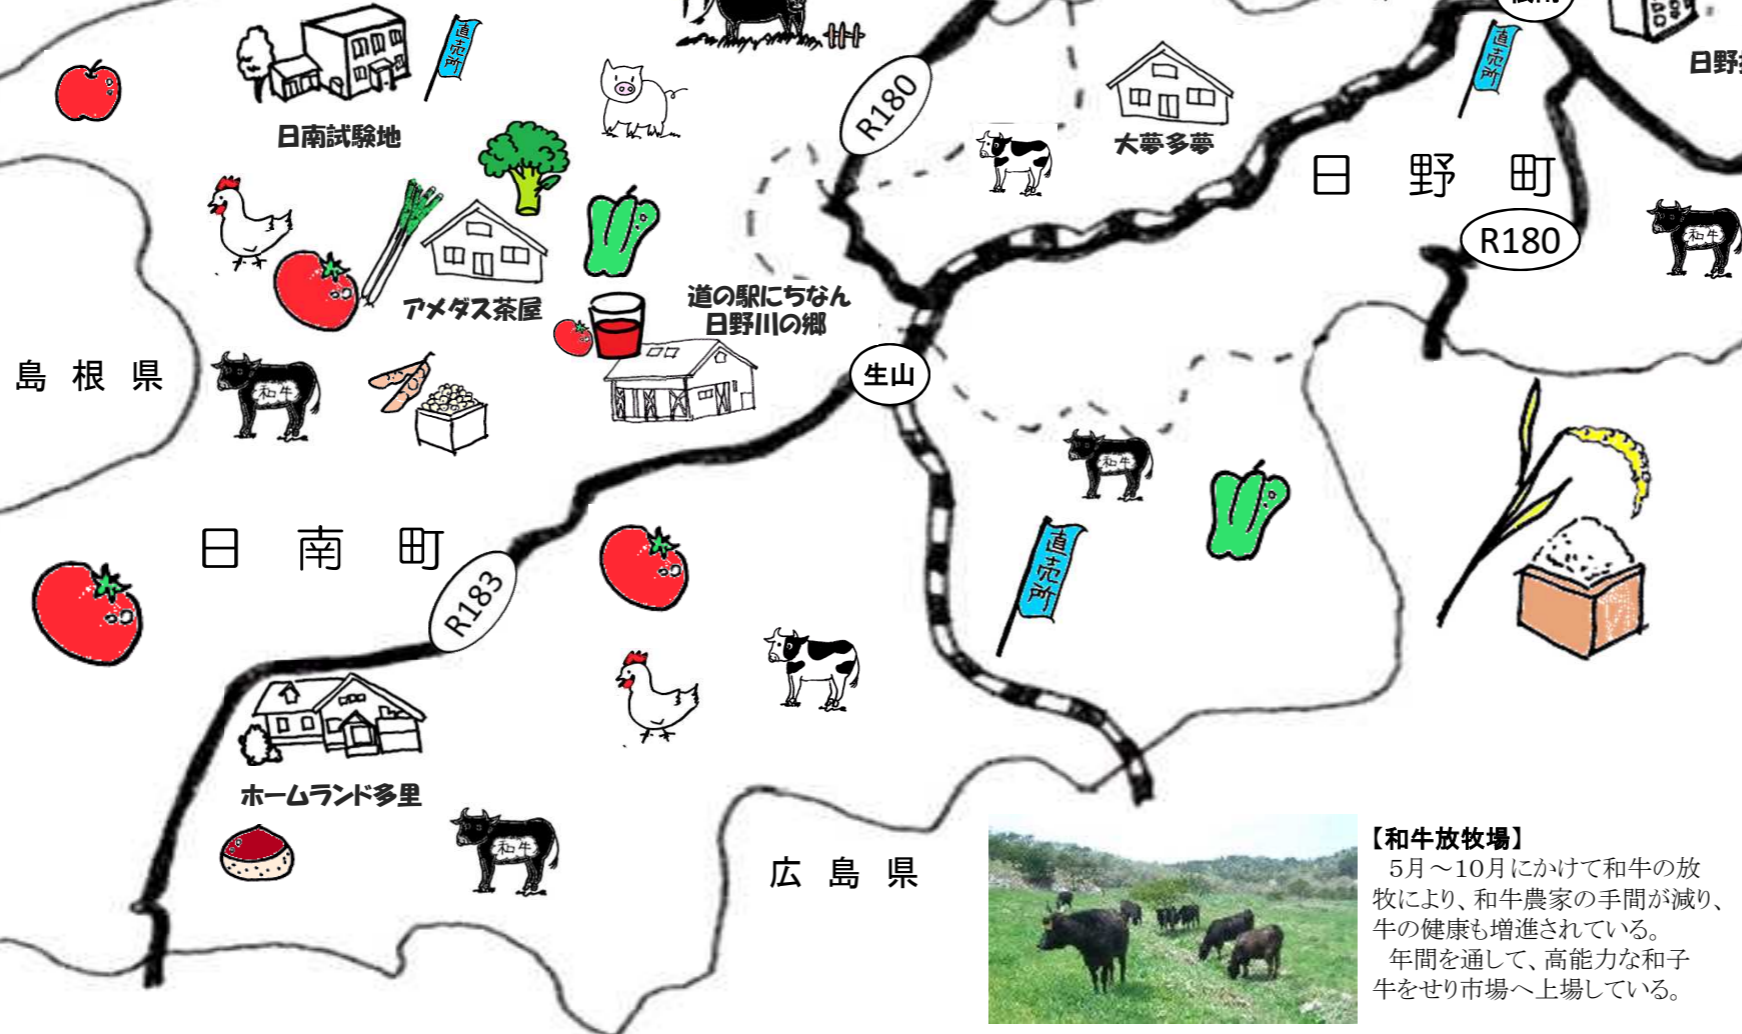 直売所
日南試験地
R180
大夢多夢
直売所
日野
日 野 町
R180
和牛
アメダス茶屋
道の駅にちなん
日野川の郷
島 根 県
和牛
生山
和牛
日 南 町
R183
直売所
ホームランド多里
和牛
広 島 県
【和牛放牧場】
5月～10月にかけて和牛の放
牧により、和牛農家の手間が減り、
牛の健康も増進されている。
年間を通して、高能力な和子
牛をせり市場へ上場している。